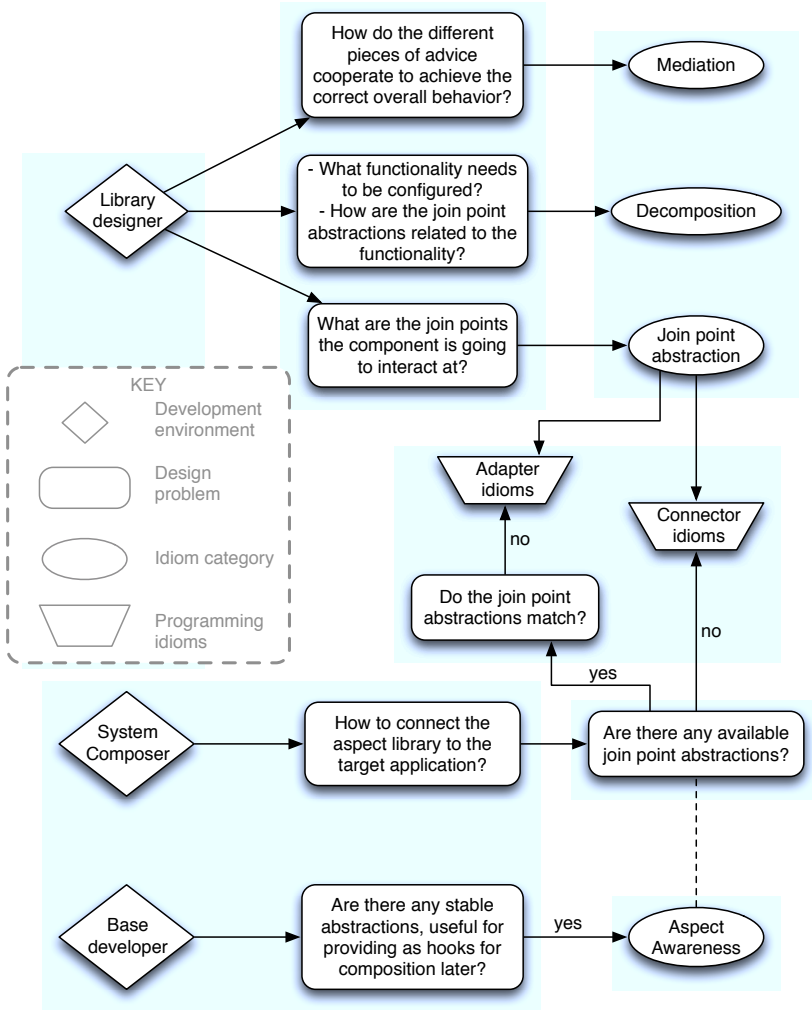 How do the different
pieces of advice
cooperate to achieve the
correct overall behavior?
Mediation
Library
designer
- What functionality needs
to be configured?
- How are the join point
abstractions related to the
functionality?
Decomposition
What are the join points
the component is going
to interact at?
Join point
abstraction
KEY
Development
environment
Design
problem
Idiom category
Programming
idioms
Adapter
idioms
Connector
idioms
no
Do the join point
abstractions match?
no
yes
System
Composer
How to connect the
aspect library to the
target application?
Are there any available
join point abstractions?
Base
developer
Are there any stable
abstractions, useful for
providing as hooks for
composition later?
yes
Aspect
Awareness